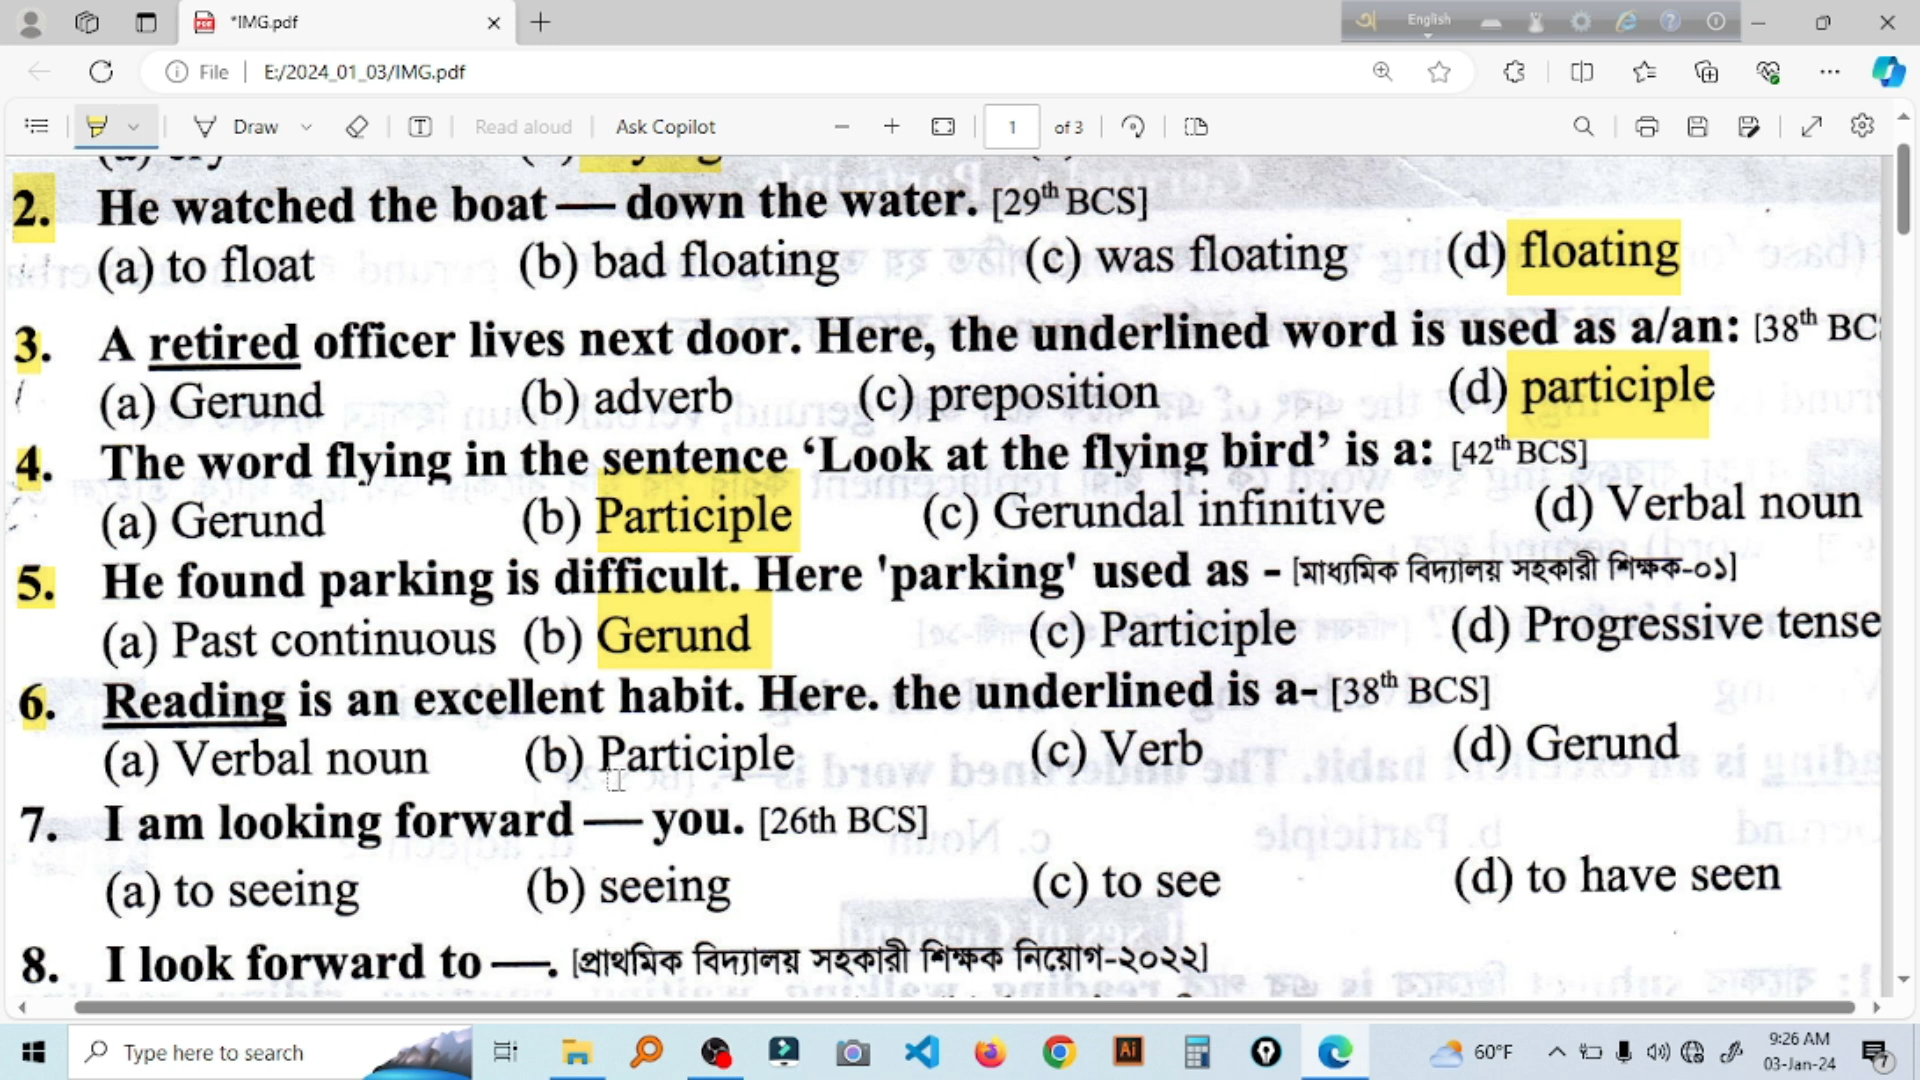 *IMG.pdf
English
File
E:/2024_01_03/IMG.pdf
Draw
Read aloud
Ask Copilot
1
of 3
2. He watched the boat — down the water. [29th BCS]
(a) to float (b) bad floating (c) was floating (d) floating
3. A retired officer lives next door. Here, the underlined word is used as a/an: [38th BC
(a) Gerund (b) adverb (c) preposition (d) participle
4. The word flying in the sentence ‘Look at the flying bird’ is a: [42th BCS]
(a) Gerund (b) Participle (c) Gerundal infinitive (d) Verbal noun
5. He found parking is difficult. Here 'parking' used as - [মাধ্যমিক বিদ্যালয় সহকারী শিক্ষক-০১]
(a) Past continuous (b) Gerund (c) Participle (d) Progressive tense
6. Reading is an excellent habit. Here. the underlined is a- [38th BCS]
(a) Verbal noun (b) Participle (c) Verb (d) Gerund
7. I am looking forward — you. [26th BCS]
(a) to seeing (b) seeing (c) to see (d) to have seen
8. I look forward to —. [প্রাথমিক বিদ্যালয় সহকারী শিক্ষক নিয়োগ-২০২২]
Type here to search
60°F
9:26 AM
03-Jan-24
7